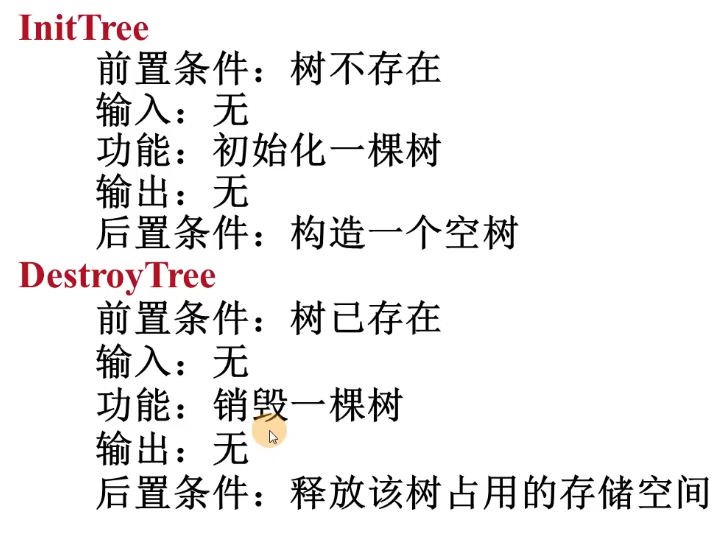 InitTree
前置条件：树不存在
输入：无
功能：初始化一棵树
输出：无
后置条件：构造一个空树
DestroyTree
前置条件：树已存在
输入：无
功能：销毁一棵树
输出：无
后置条件：释放该树占用的存储空间